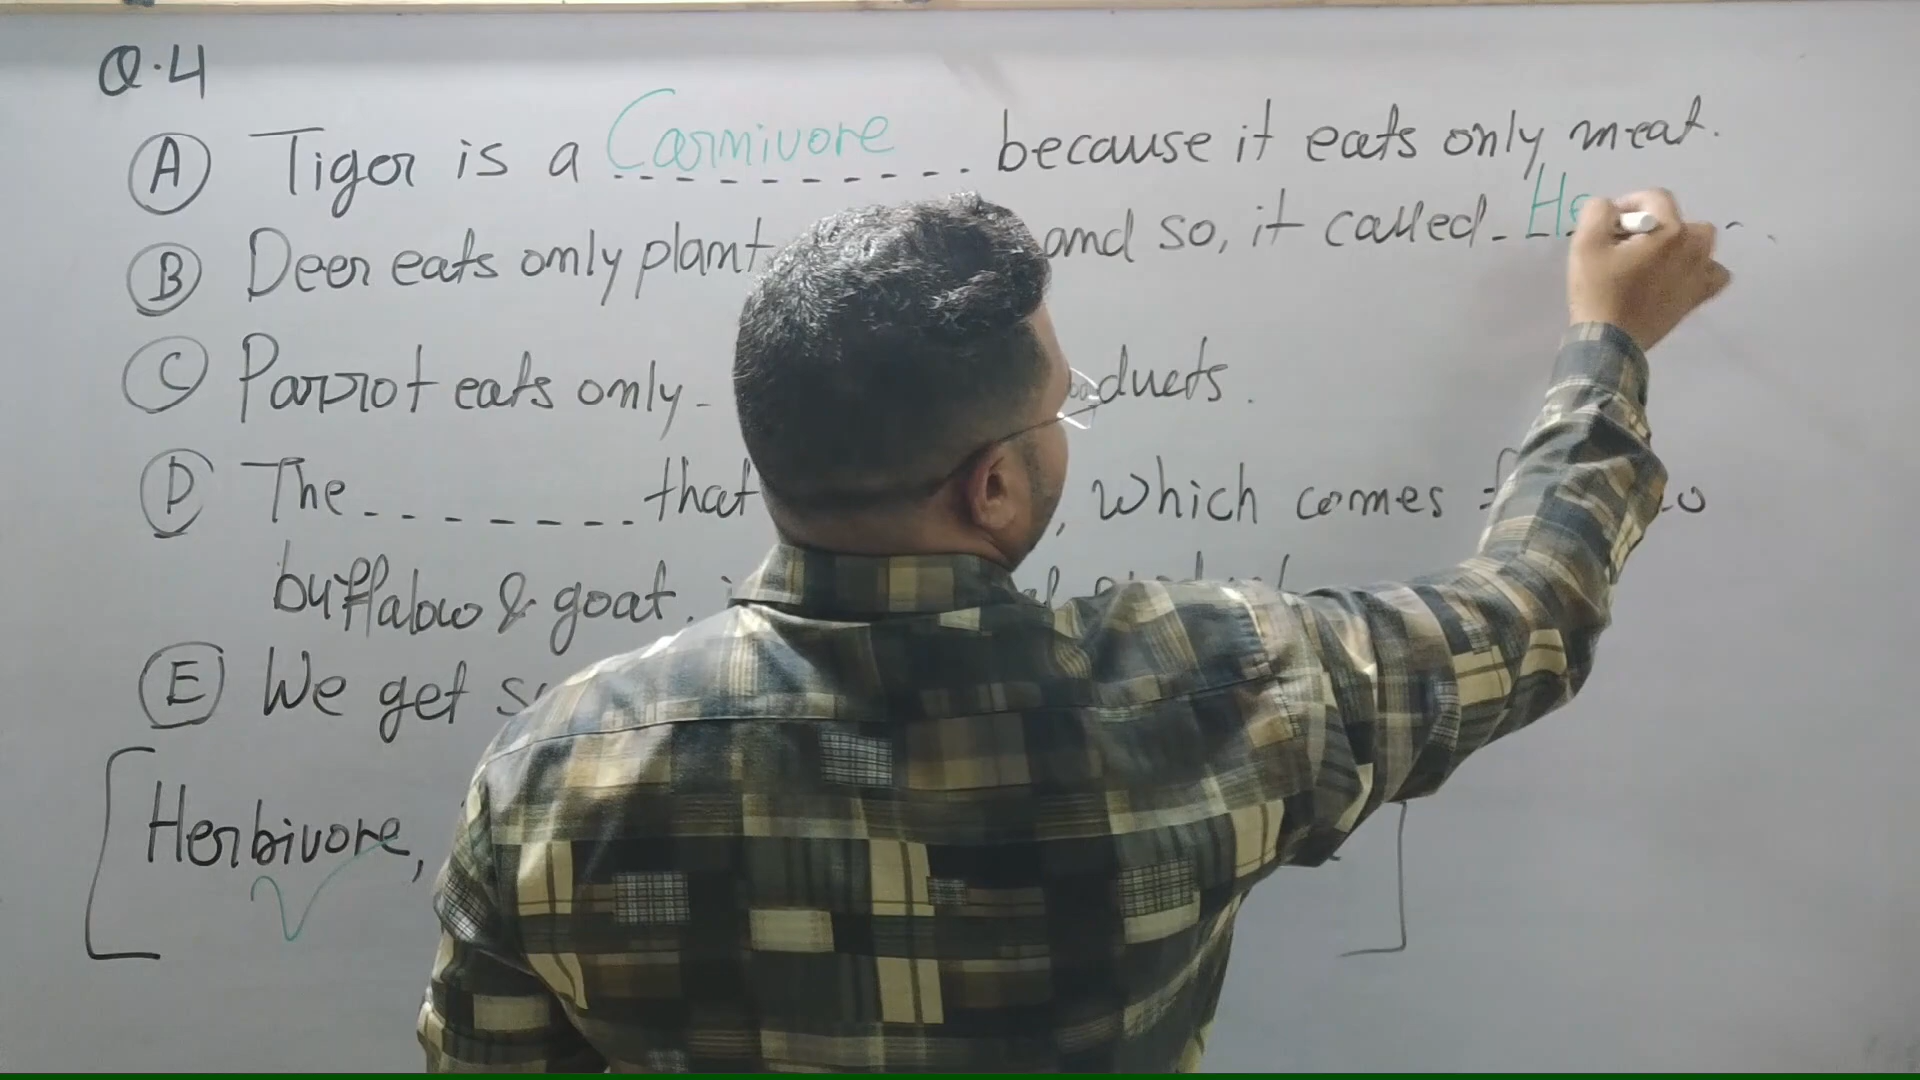 Q.4
A Tiger is a Carnivore because it eats only meat.
B Deer eats only plant and so, it called He
C Parrot eats only ducts.
D The ------- that , which comes
buffalow & goat.
E We get
Herbivore,